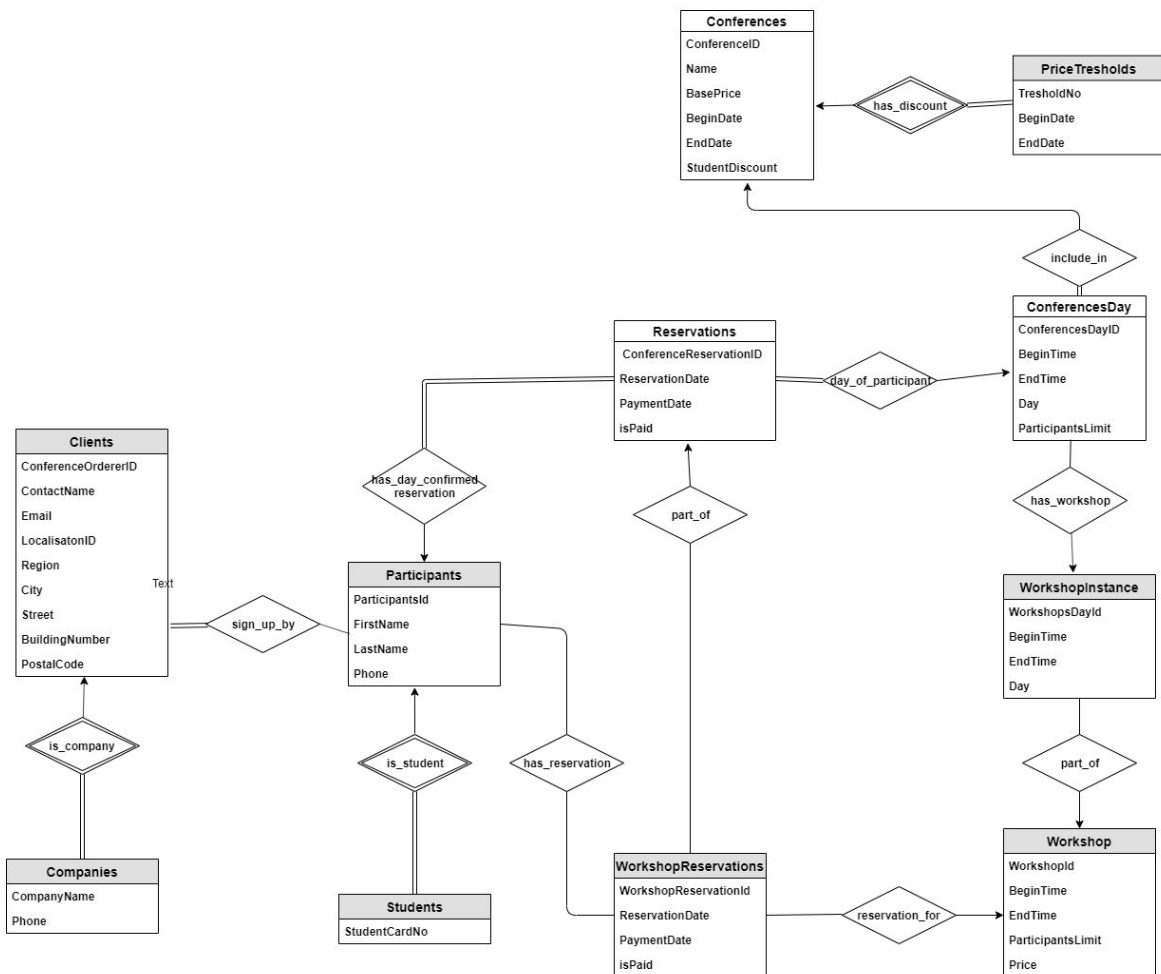 Conferences
ConferenceID
Name
BasePrice
BeginDate
EndDate
StudentDiscount
has_discount
PriceTresholds
TresholdNo
BeginDate
EndDate
include_in
ConferencesDay
ConferencesDayID
BeginTime
EndTime
Day
ParticipantsLimit
Reservations
ConferenceReservationID
ReservationDate
PaymentDate
isPaid
day_of_participant
has_day_confirmed
reservation
part_of
has_workshop
Clients
ConferenceOrdererID
ContactName
Email
LocalisatonID
Region
City
Street
BuildingNumber
PostalCode
Text
sign_up_by
Participants
ParticipantsId
FirstName
LastName
Phone
WorkshopInstance
WorkshopsDayId
BeginTime
EndTime
Day
is_company
is_student
has_reservation
part_of
Companies
CompanyName
Phone
Students
StudentCardNo
WorkshopReservations
WorkshopReservationId
ReservationDate
PaymentDate
isPaid
reservation_for
Workshop
WorkshopId
BeginTime
EndTime
ParticipantsLimit
Price